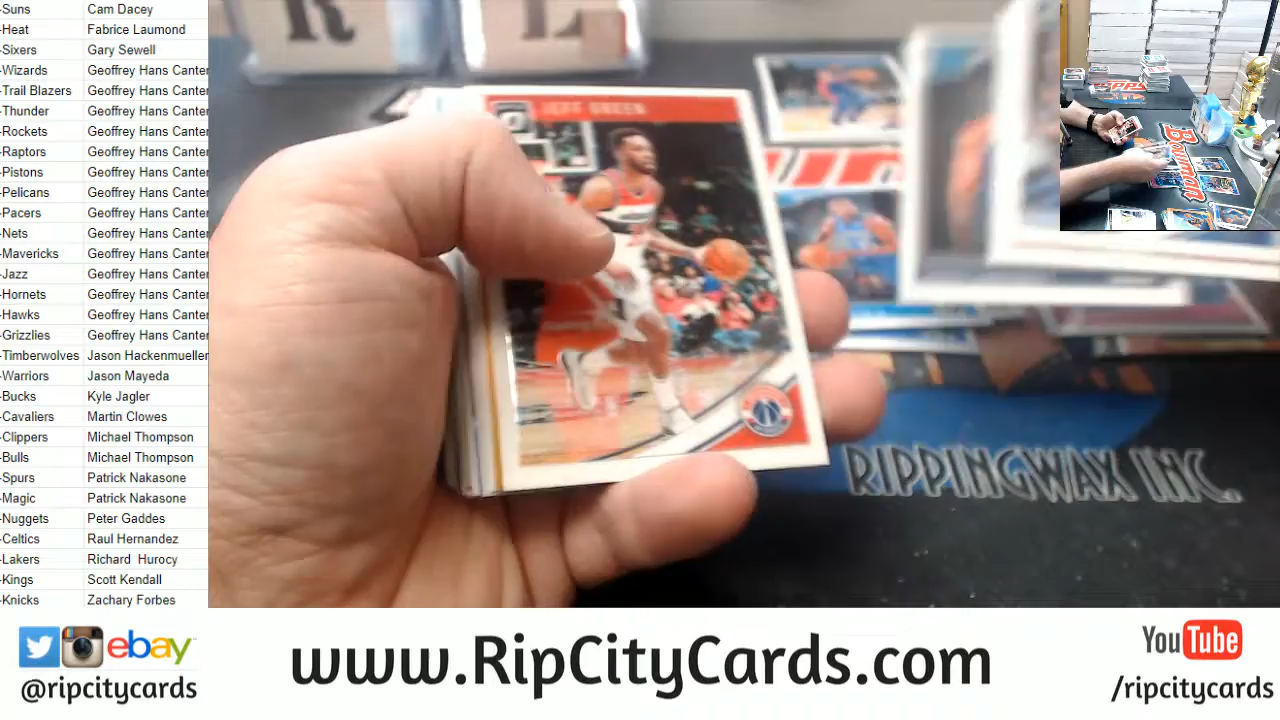 -Suns Cam Dacey
-Heat Fabrice Laumond
-Sixers Gary Sewell
-Wizards Geoffrey Hans Canter
-Trail Blazers Geoffrey Hans Canter
-Thunder Geoffrey Hans Canter
-Rockets Geoffrey Hans Canter
-Raptors Geoffrey Hans Canter
-Pistons Geoffrey Hans Canter
-Pelicans Geoffrey Hans Canter
-Pacers Geoffrey Hans Canter
-Nets Geoffrey Hans Canter
-Mavericks Geoffrey Hans Canter
-Jazz Geoffrey Hans Canter
-Hornets Geoffrey Hans Canter
-Hawks Geoffrey Hans Canter
-Grizzlies Geoffrey Hans Canter
-Timberwolves Jason Hackenmueller
-Warriors Jason Mayeda
-Bucks Kyle Jagler
-Cavaliers Martin Clowes
-Clippers Michael Thompson
-Bulls Michael Thompson
-Spurs Patrick Nakasone
-Magic Patrick Nakasone
-Nuggets Peter Gaddes
-Celtics Raul Hernandez
-Lakers Richard Hurocy
-Kings Scott Kendall
-Knicks Zachary Forbes
JEFF GREEN
RIPPINGWAX INC.
Bowman
ebay
@ripcitycards
www.RipCityCards.com
YouTube
/ripcitycards